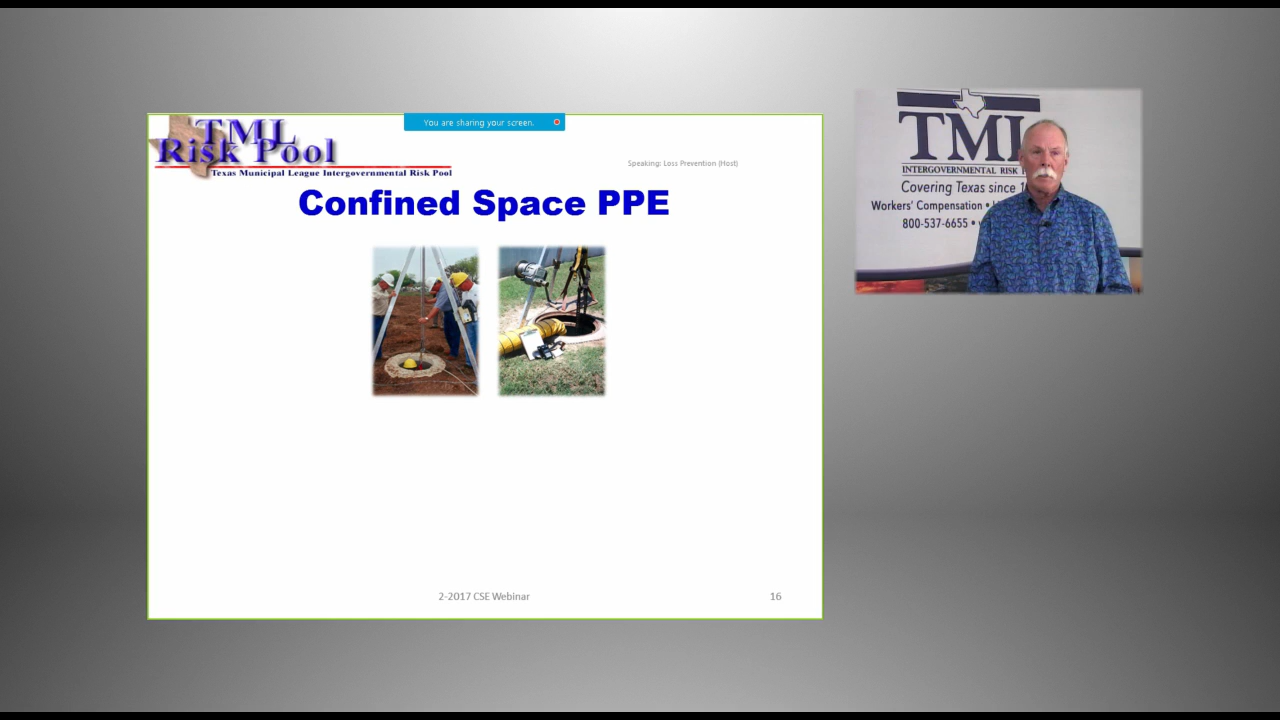 You are sharing your screen.
TML
Risk Pool
Texas Municipal League Intergovernmental Risk Pool
Speaking: Loss Prevention (Host)
Confined Space PPE
2-2017 CSE Webinar
16
TML
INTERGOVERNMENTAL RISK
Covering Texas since
Workers' Compensation •
800-537-6655 •